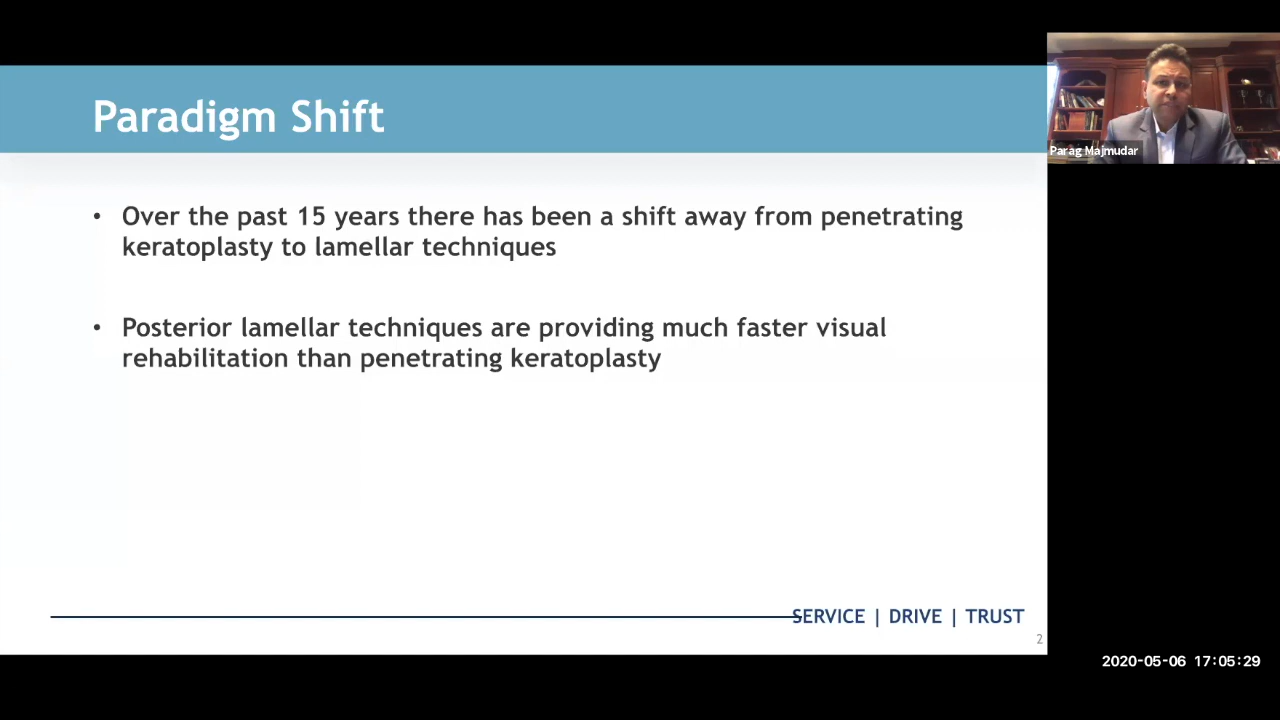 Paradigm Shift
• Over the past 15 years there has been a shift away from penetrating
keratoplasty to lamellar techniques
• Posterior lamellar techniques are providing much faster visual
rehabilitation than penetrating keratoplasty
SERVICE | DRIVE | TRUST
2
Parag Majmudar
2020-05-06 17:05:29